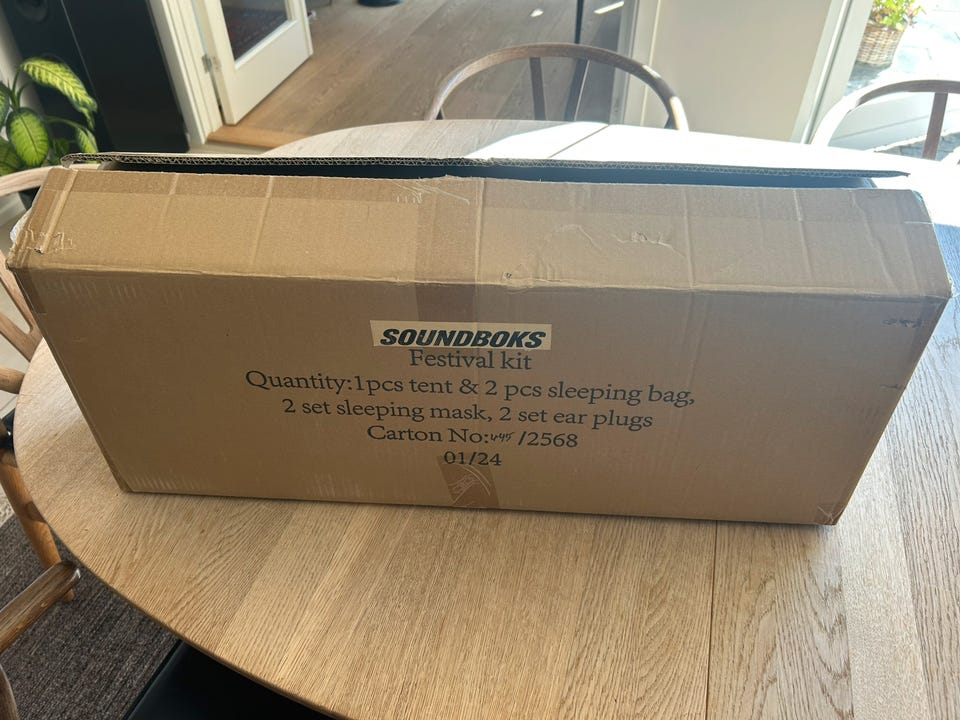 SOUNDBOKS
Festival kit
Quantity:1pcs tent & 2 pcs sleeping bag,
2 set sleeping mask, 2 set ear plugs
Carton No: /2568
01/24